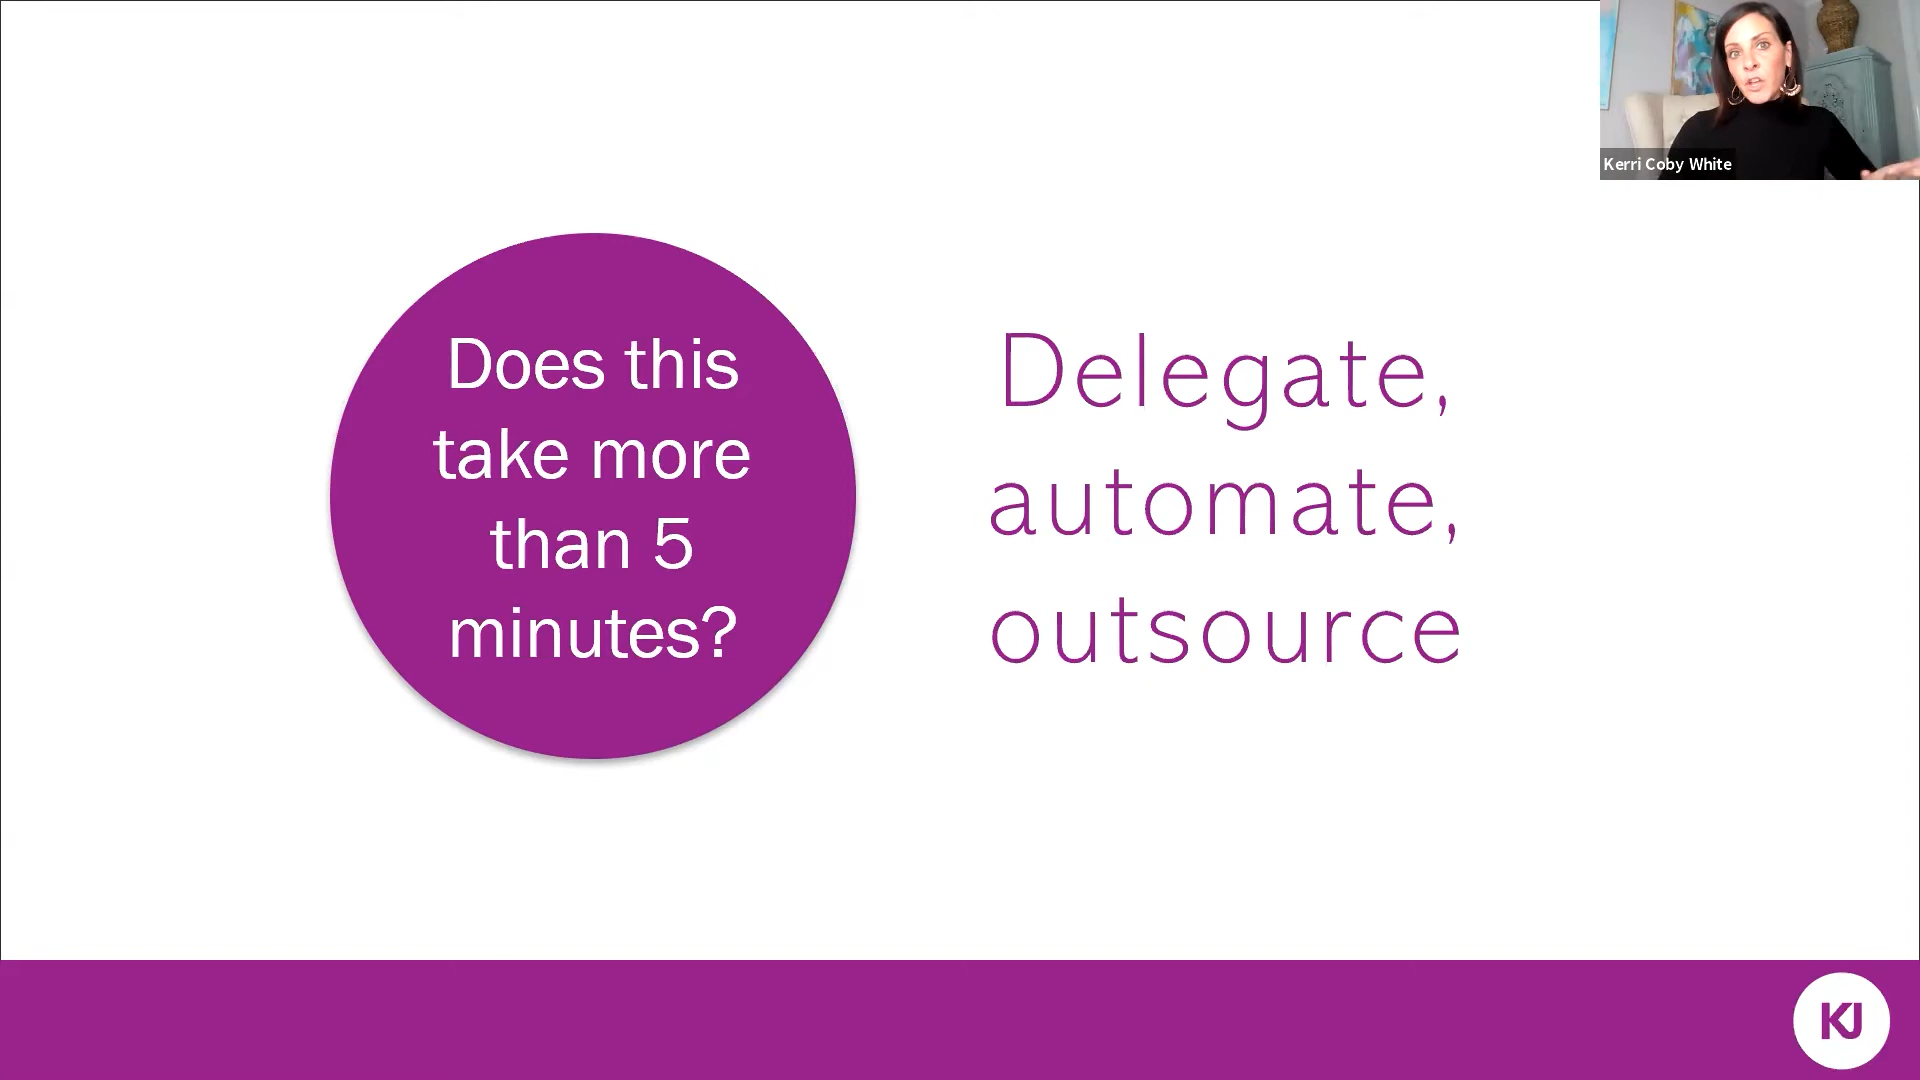 Kerri Coby White
Does this
take more
than 5
minutes?
Delegate,
automate,
outsource
KJ